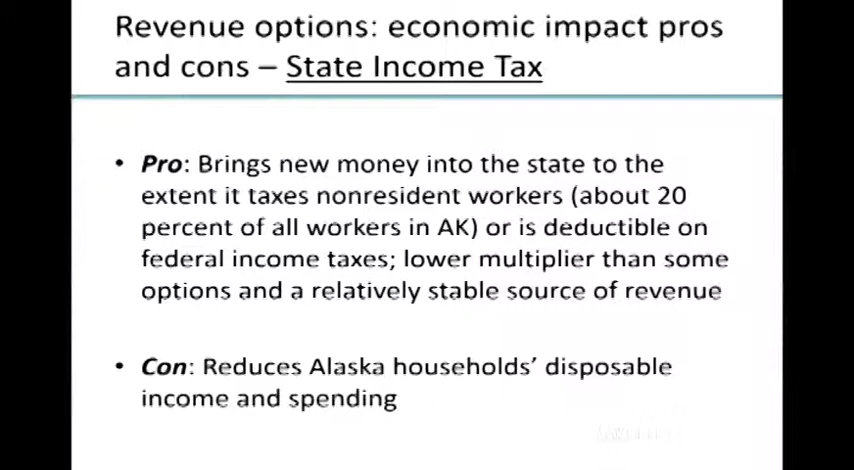 Revenue options: economic impact pros
and cons – State Income Tax
• Pro: Brings new money into the state to the
extent it taxes nonresident workers (about 20
percent of all workers in AK) or is deductible on
federal income taxes; lower multiplier than some
options and a relatively stable source of revenue
• Con: Reduces Alaska households’ disposable
income and spending